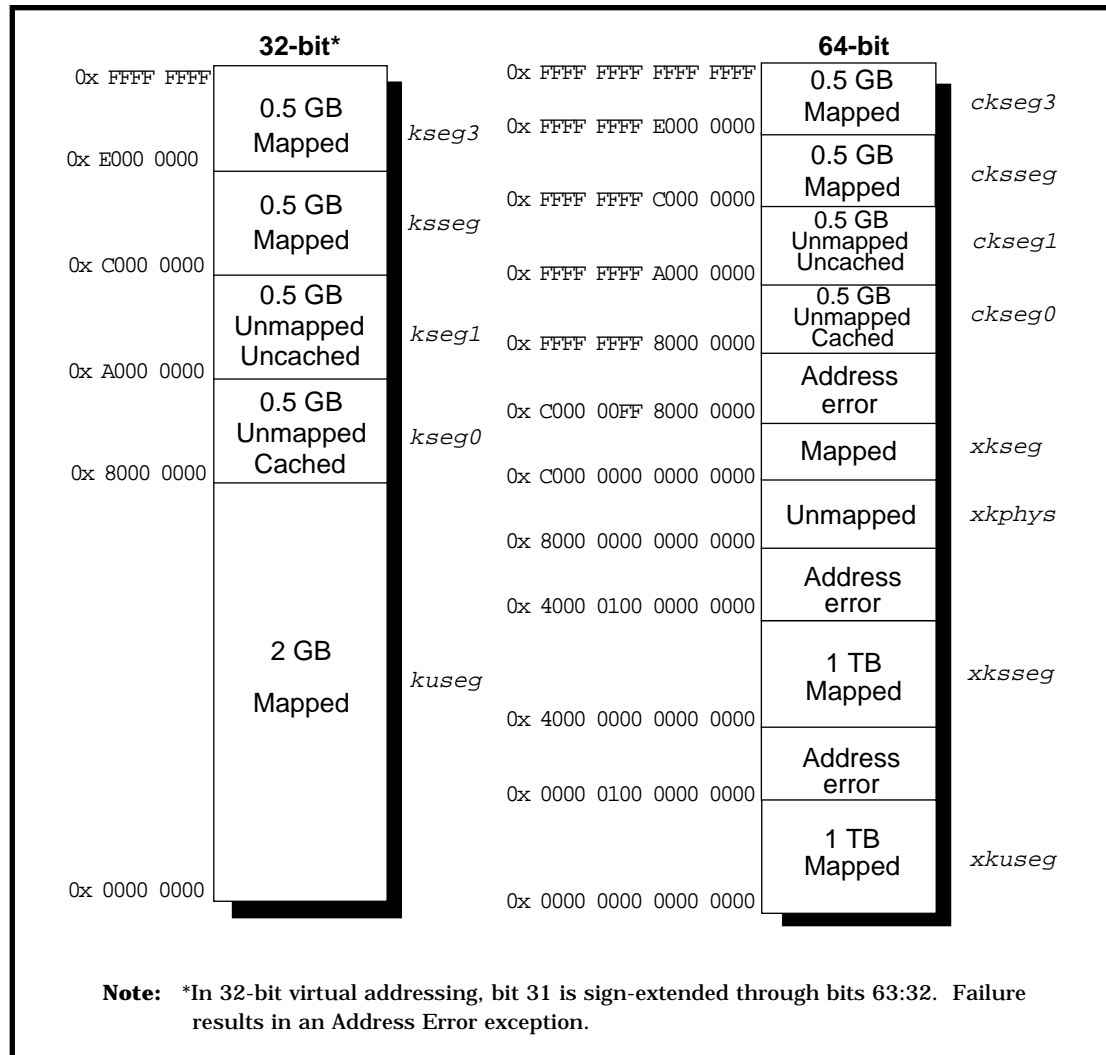 32-bit*
0x FFFF FFFF
0.5 GB
Mapped
kseg3
0x E000 0000
0.5 GB
Mapped
ksseg
0x C000 0000
0.5 GB
Unmapped
Uncached
kseg1
0x A000 0000
0.5 GB
Unmapped
Cached
kseg0
0x 8000 0000
2 GB
Mapped
kuseg
0x 0000 0000
64-bit
0x FFFF FFFF FFFF FFFF
0.5 GB
Mapped
ckseg3
0x FFFF FFFF E000 0000
0.5 GB
Mapped
cksseg
0x FFFF FFFF C000 0000
0.5 GB
Unmapped
Uncached
ckseg1
0x FFFF FFFF A000 0000
0.5 GB
Unmapped
Cached
ckseg0
0x FFFF FFFF 8000 0000
Address
error
0x C000 00FF 8000 0000
Mapped
xkseg
0x C000 0000 0000 0000
Unmapped
xkphys
0x 8000 0000 0000 0000
Address
error
0x 4000 0100 0000 0000
1 TB
Mapped
xksseg
0x 4000 0000 0000 0000
Address
error
0x 0000 0100 0000 0000
1 TB
Mapped
xkuseg
0x 0000 0000 0000 0000
Note: *In 32-bit virtual addressing, bit 31 is sign-extended through bits 63:32. Failure
results in an Address Error exception.